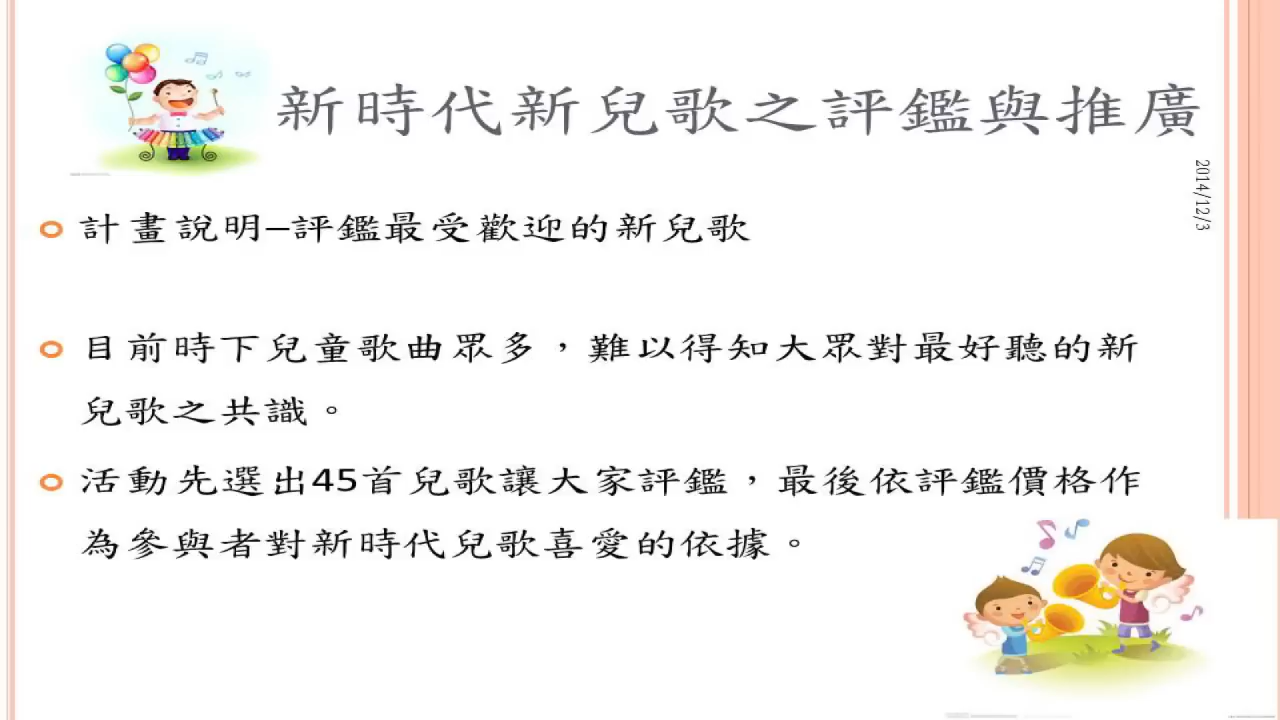 新時代新兒歌之評鑑與推廣
2014/12/3
計畫說明–評鑑最受歡迎的新兒歌
目前時下兒童歌曲眾多，難以得知大眾對最好聽的新
兒歌之共識。
活動先選出45首兒歌讓大家評鑑，最後依評鑑價格作
為參與者對新時代兒歌喜愛的依據。